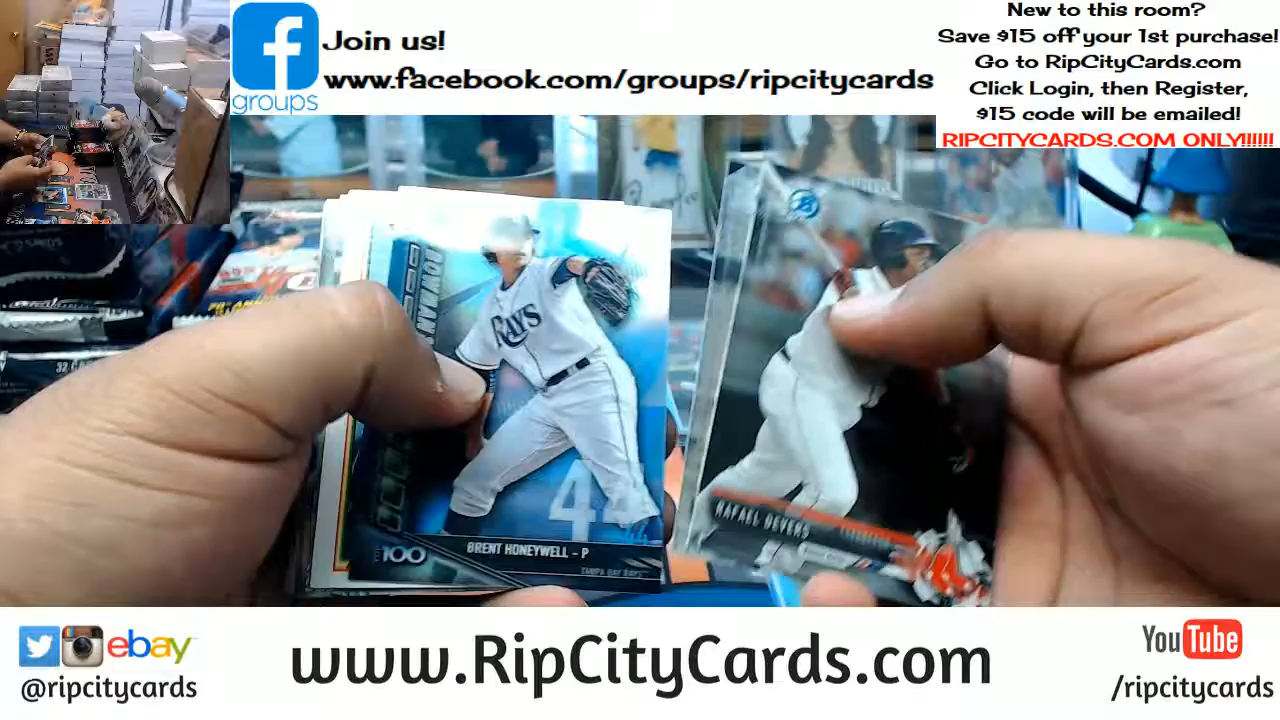 f
groups
Join us!
www.facebook.com/groups/ripcitycards
New to this room?
Save $15 off your 1st purchase!
Go to RipCityCards.com
Click Login, then Register,
$15 code will be emailed!
RIPCITYCARDS.COM ONLY!!!!!!
BOWMAN
RAYS
44
100
BRENT HONEYWELL - P
TAMPA BAY RAYS
B
RAFAEL DEVERS
32
ebay
@ripcitycards
www.RipCityCards.com
YouTube
/ripcitycards